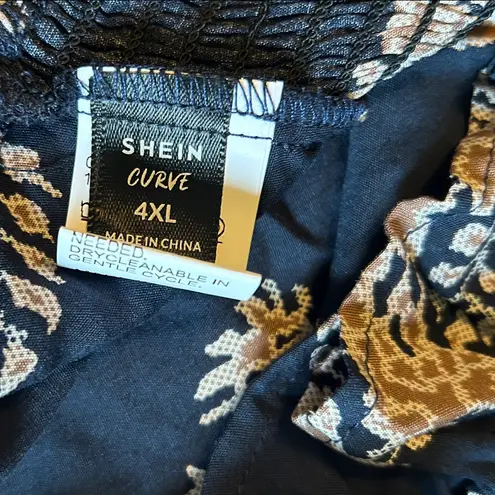 SHEIN
CURVE
4XL
MADE IN CHINA
NEEDED.
DRYCLEANABLE IN
GENTLE CYCLE.